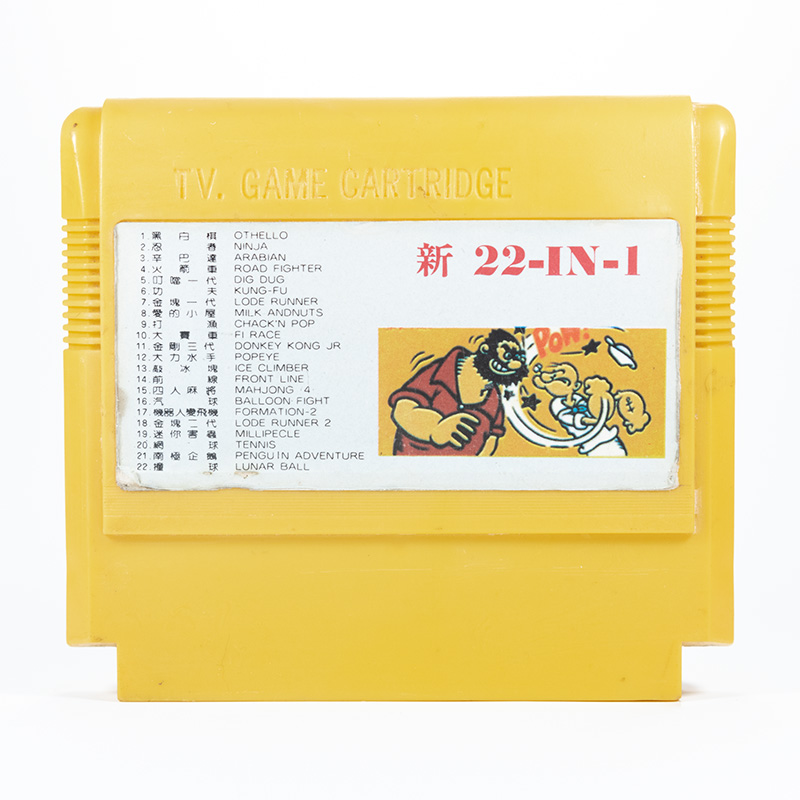 TV. GAME CARTRIDGE
新 22-IN-1
1. 黑白棋 OTHELLO
2. 忍者 NINJA
3. 辛巴達 ARABIAN
4. 火箭車 ROAD FIGHTER
5. 叮噹一代 DIG DUG
6. 功夫 KUNG-FU
7. 金塊一代 LODE RUNNER
8. 愛的小屋 MILK ANDNUTS
9. 打漁 CHACK'N POP
10. 大賽車 FI RACE
11. 金剛三代 DONKEY KONG JR
12. 大力水手 POPEYE
13. 敲冰塊 ICE CLIMBER
14. 前線 FRONT LINE
15. 四人麻將 MAHJONG -4-
16. 汽球 BALLOON FIGHT
17. 機器人變飛機 FORMATION-2
18. 金塊二代 LODE RUNNER 2
19. 迷你害蟲 MILLIPECLE
20. 網球 TENNIS
21. 南極企鵝 PENGUIN ADVENTURE
22. 撞球 LUNAR BALL
POW!